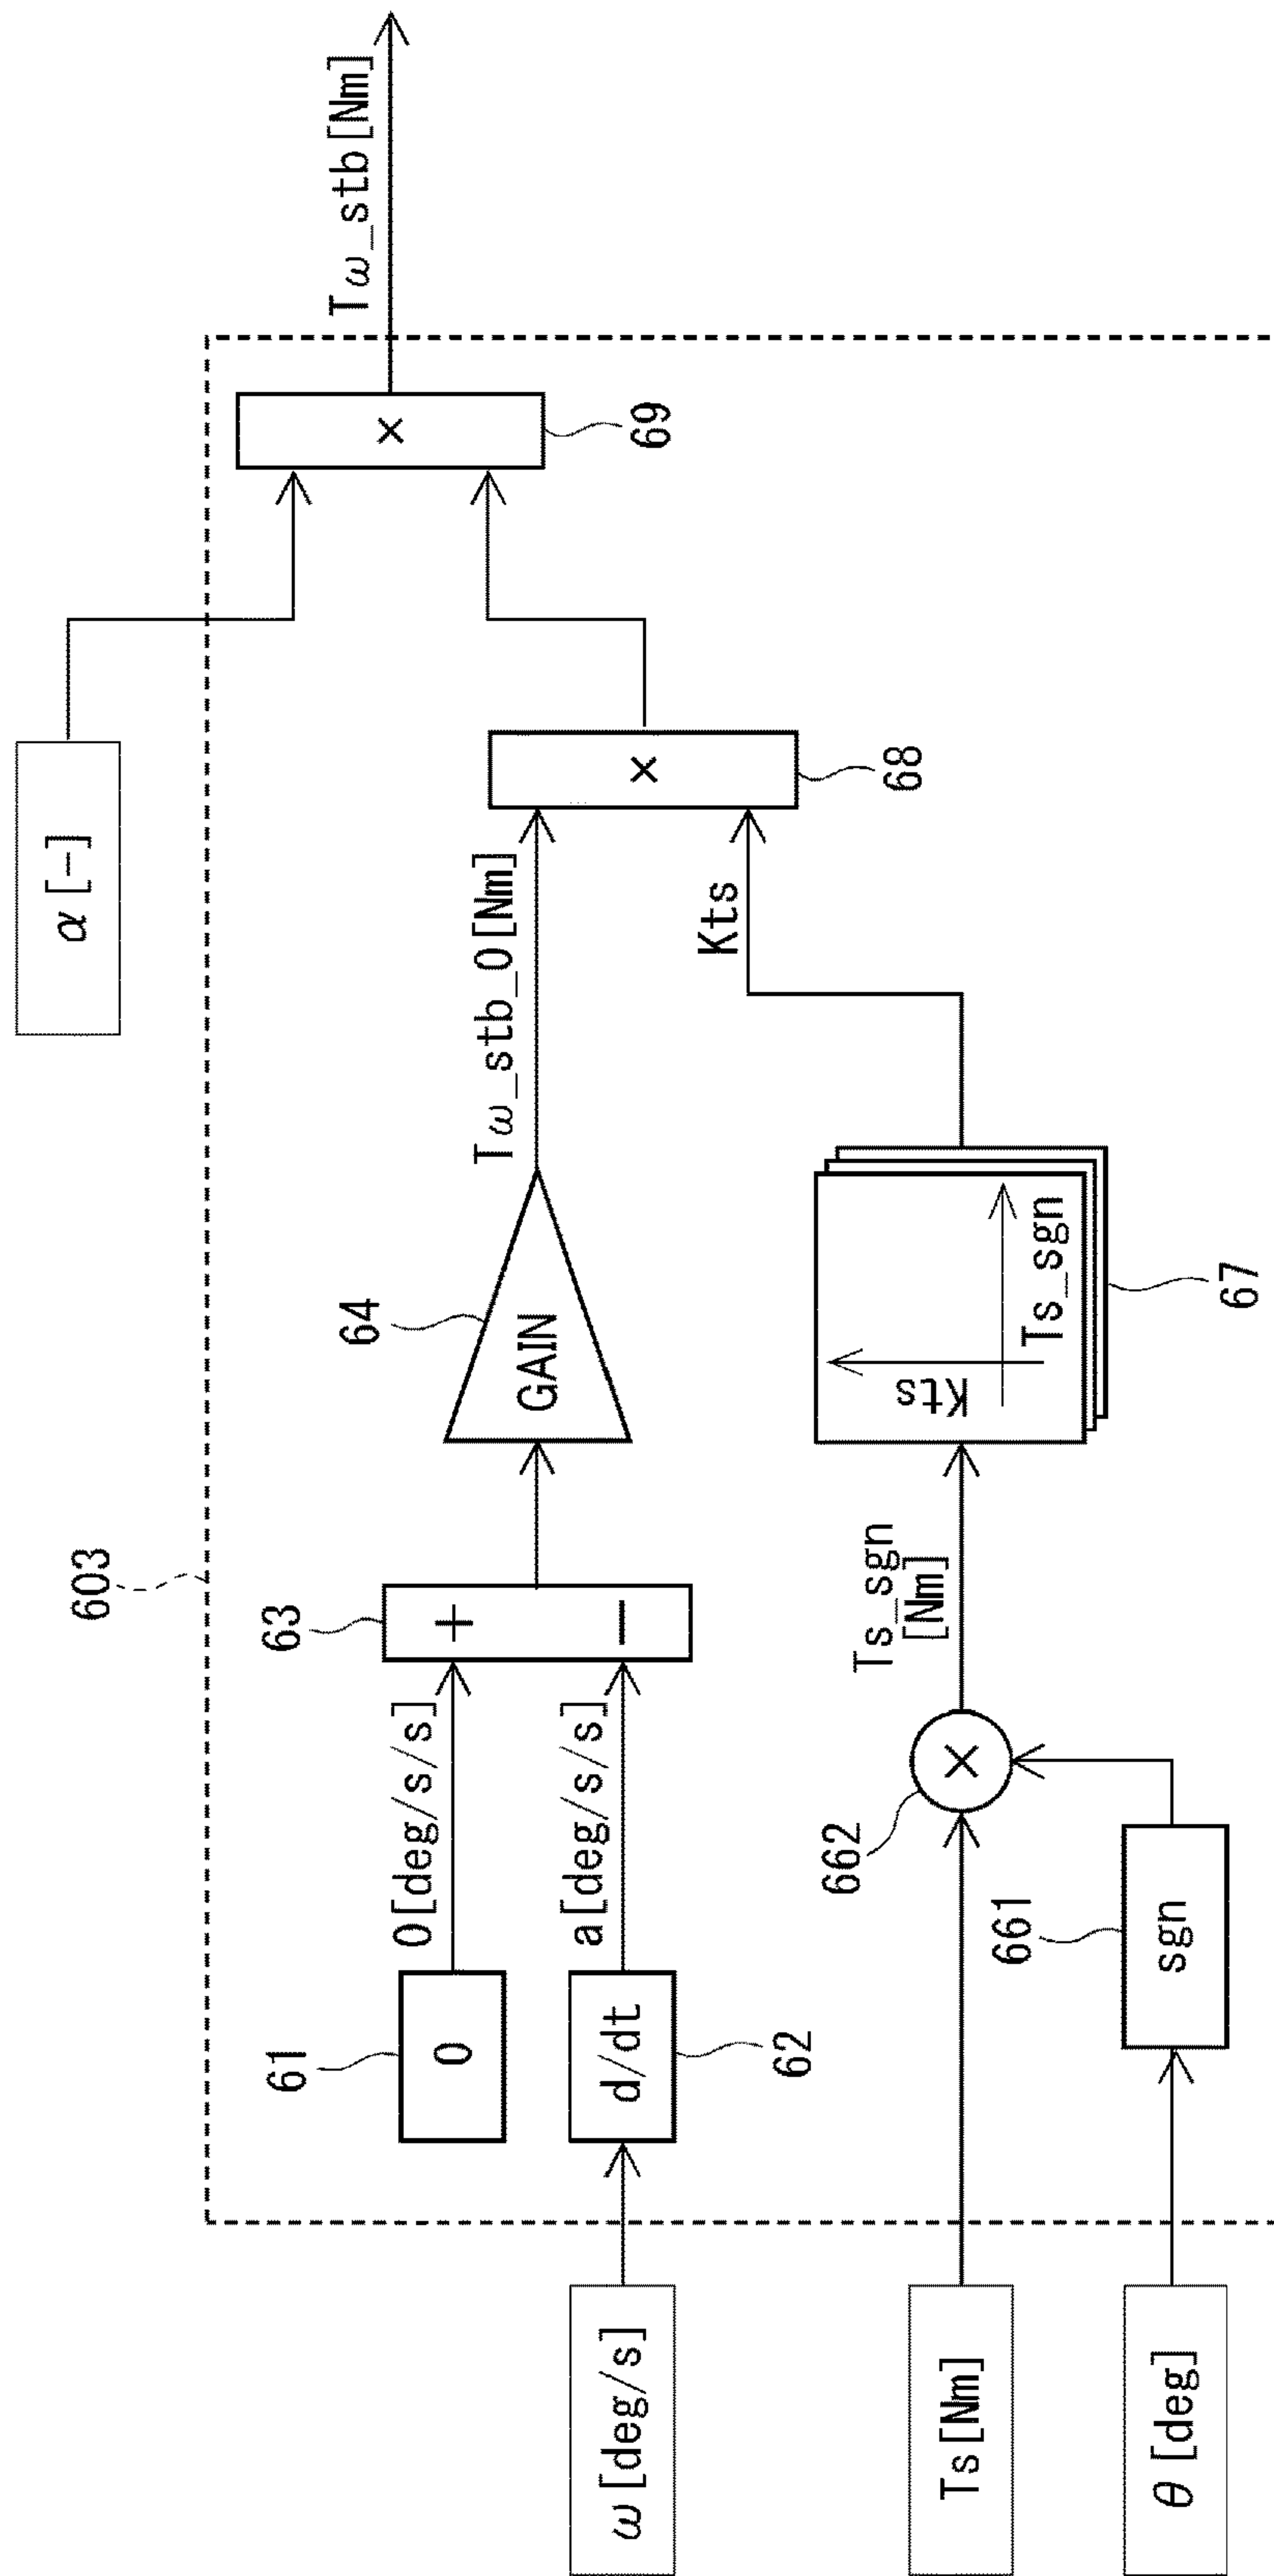 603
α [-]
Tω_stb[Nm]
61
0
0[deg/s/s]
63
+
−
64
GAIN
Tω_stb_0[Nm]
×
69
ω [deg/s]
d/dt
62
a[deg/s/s]
×
68
Kts
Ts[Nm]
662
×
Ts_sgn
[Nm]
Kts
Ts_sgn
67
θ [deg]
661
sgn